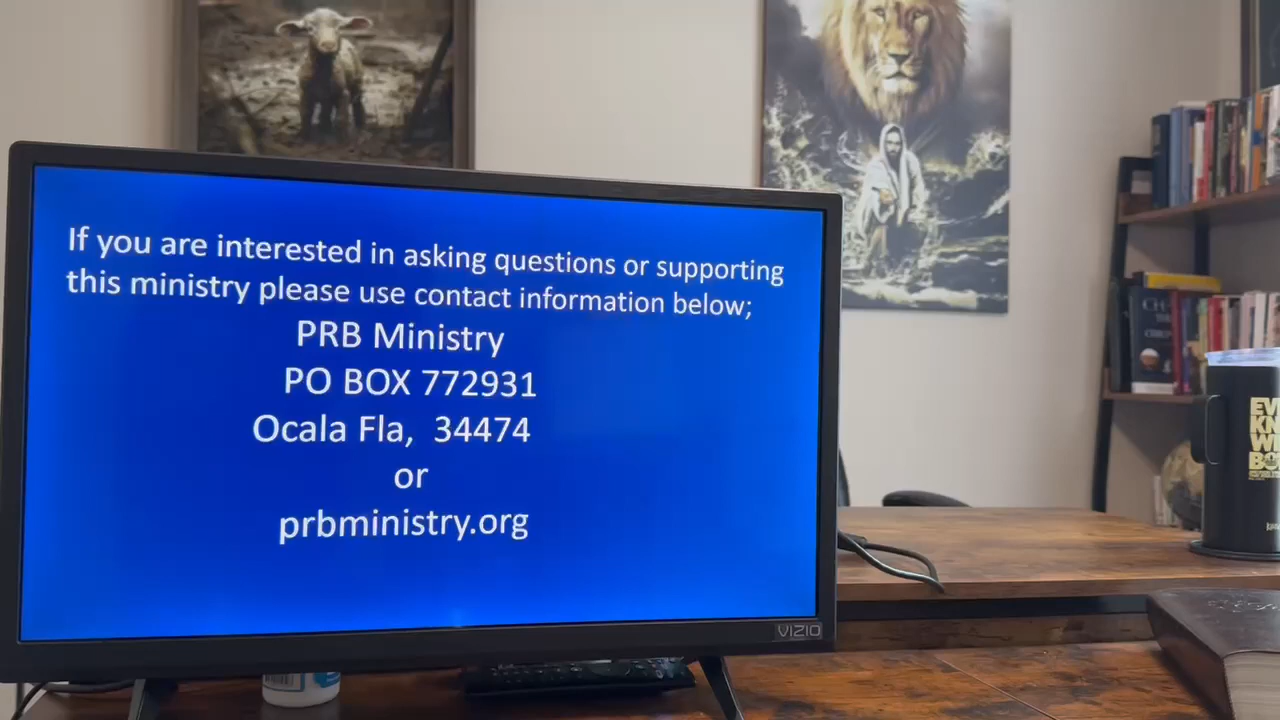 If you are interested in asking questions or supporting
this ministry please use contact information below;
PRB Ministry
PO BOX 772931
Ocala Fla, 34474
or
prbministry.org
VIZIO